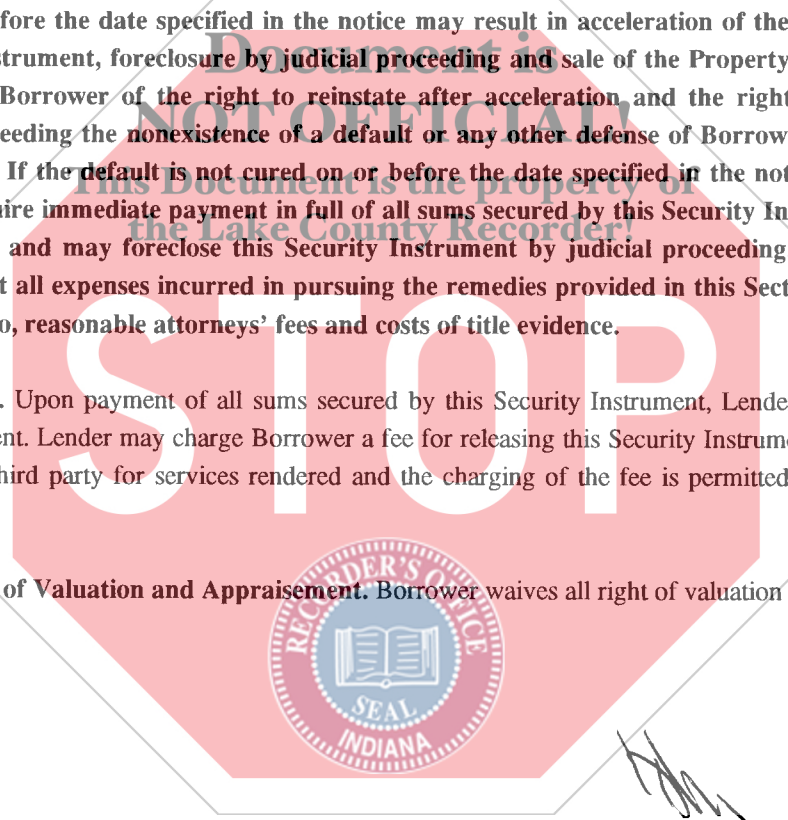 fore the date specified in the notice may result in acceleration of the
Document is
strument, foreclosure by judicial proceeding and sale of the Property
Borrower of the right to reinstate after acceleration and the right
NOT OFFICIAL!
eeding the nonexistence of a default or any other defense of Borrow
If the default is not cured on or before the date specified in the not
This Document is the property of
ire immediate payment in full of all sums secured by this Security In
the Lake County Recorder!
and may foreclose this Security Instrument by judicial proceeding
t all expenses incurred in pursuing the remedies provided in this Sect
o, reasonable attorneys' fees and costs of title evidence.
STOP
. Upon payment of all sums secured by this Security Instrument, Lende
ent. Lender may charge Borrower a fee for releasing this Security Instrum
hird party for services rendered and the charging of the fee is permitted
of Valuation and Appraisement. Borrower waives all right of valuation
RECORDER'S OFFICE
SEAL
INDIANA